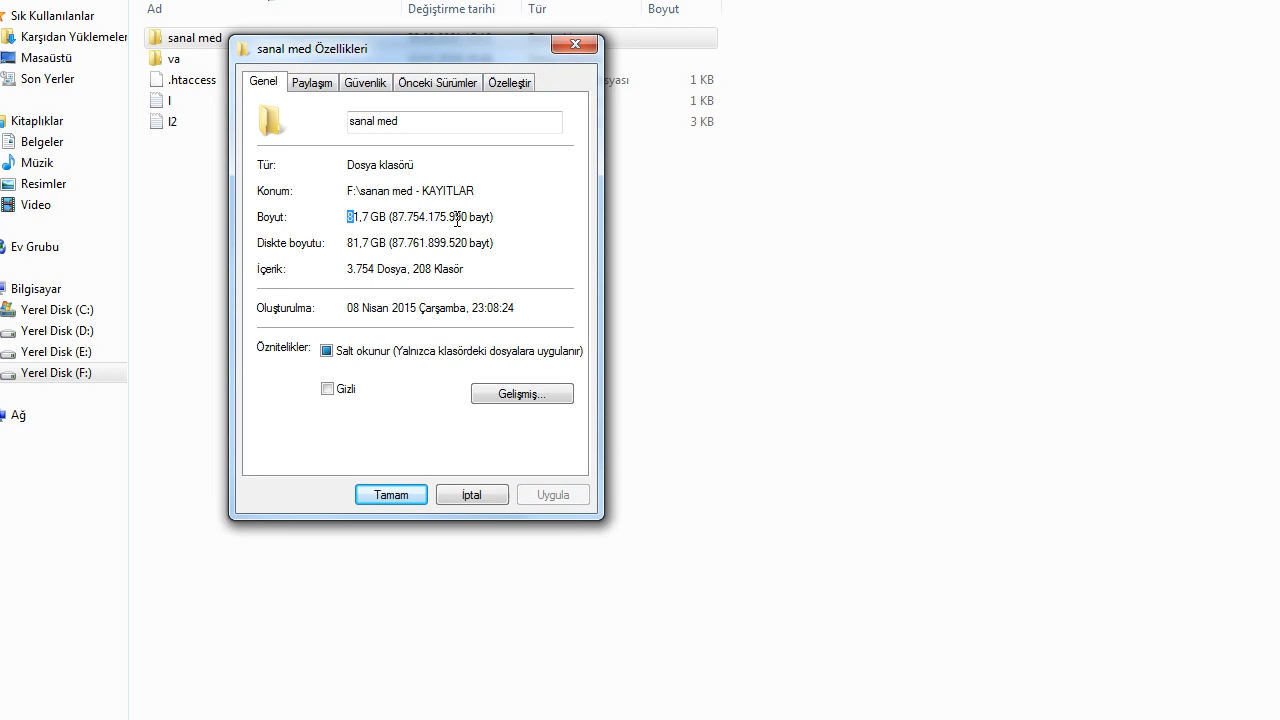 Ad Değiştirme tarihi Tür Boyut
Sık Kullanılanlar
Karşıdan Yüklemeler
Masaüstü
Son Yerler
Kitaplıklar
Belgeler
Müzik
Resimler
Video
Ev Grubu
Bilgisayar
Yerel Disk (C:)
Yerel Disk (D:)
Yerel Disk (E:)
Yerel Disk (F:)
Ağ
sanal med
va
.htaccess 1 KB
l 1 KB
l2 3 KB
sanal med Özellikleri
Genel Paylaşım Güvenlik Önceki Sürümler Özelleştir
sanal med
Tür: Dosya klasörü
Konum: F:\sanan med - KAYITLAR
Boyut: 81,7 GB bayt)
Diskte boyutu: 81,7 GB (87.761.899.520 bayt)
İçerik: 3.754 Dosya, 208 Klasör
Oluşturulma: 08 Nisan 2015 Çarşamba, 23:08:24
Öznitelikler: Salt okunur (Yalnızca klasördeki dosyalara uygulanır)
Gizli Gelişmiş...
Tamam İptal Uygula